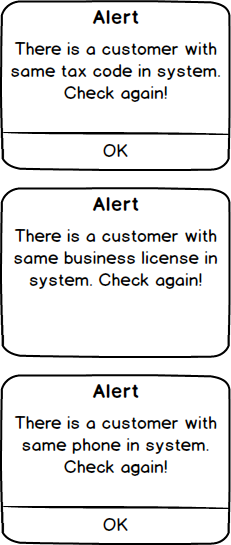 Alert
There is a customer with
same tax code in system.
Check again!
OK
Alert
There is a customer with
same business license in
system. Check again!
Alert
There is a customer with
same phone in system.
Check again!
OK